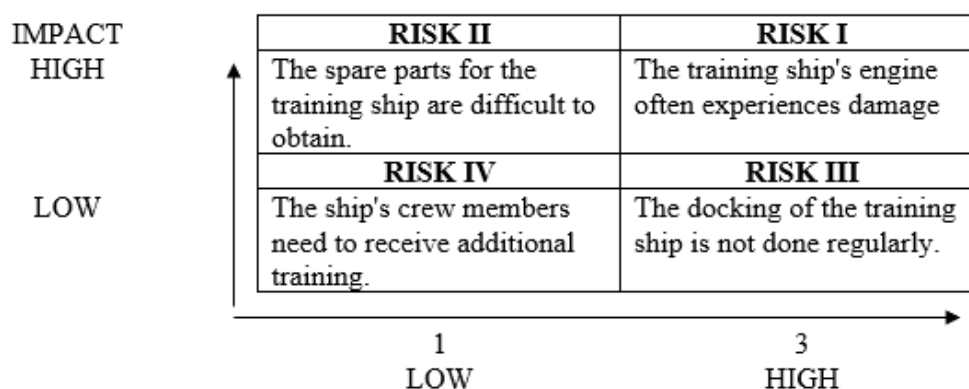 IMPACT
HIGH
RISK II
RISK I
The spare parts for the
training ship are difficult to
obtain.
The training ship's engine
often experiences damage
LOW
RISK IV
RISK III
The ship's crew members
need to receive additional
training.
The docking of the training
ship is not done regularly.
1
LOW
3
HIGH